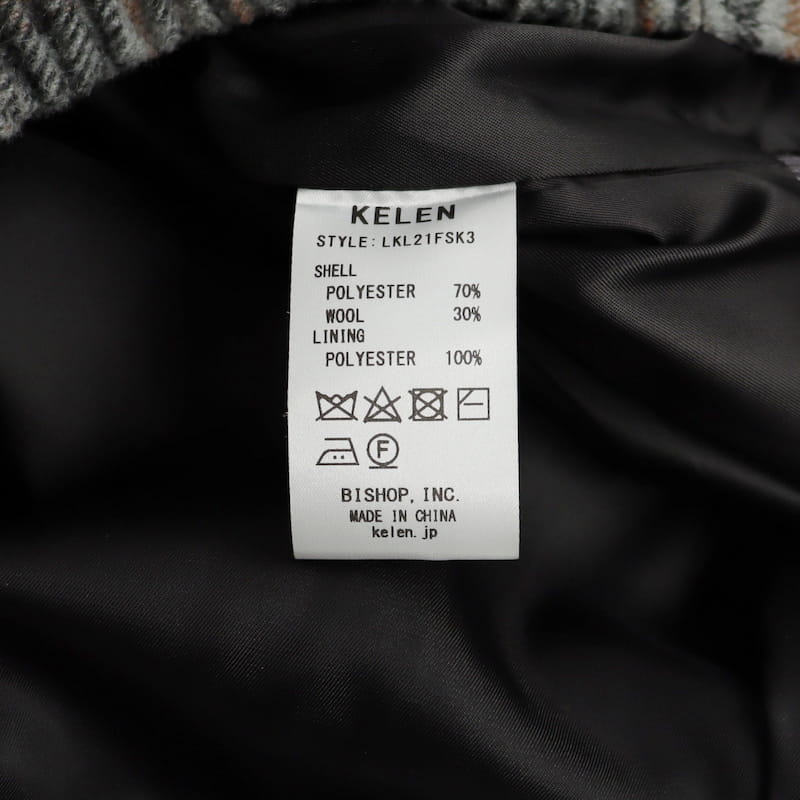 KELEN
STYLE: LKL21FSK3
SHELL
POLYESTER 70%
WOOL 30%
LINING
POLYESTER 100%
F
BISHOP, INC.
MADE IN CHINA
kelen.jp